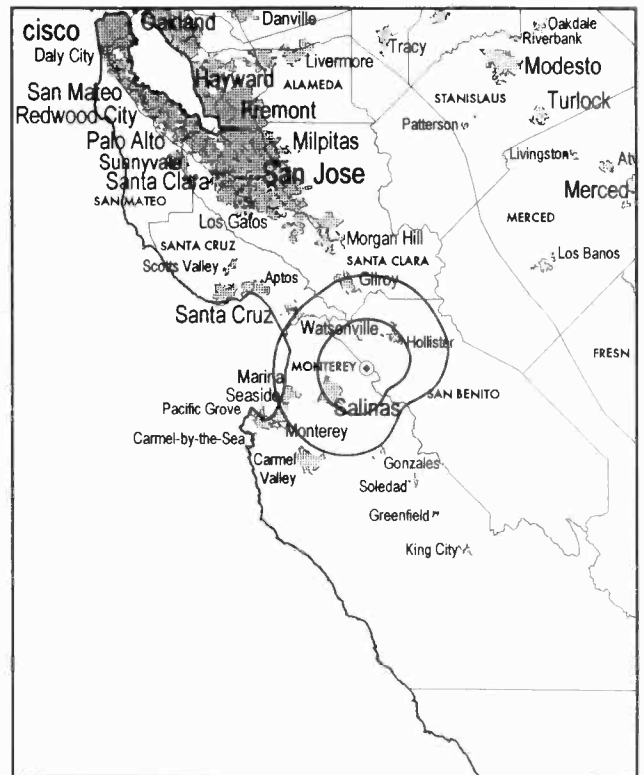 Oakland
Danville
Oakdale
cisco
Riverbank
Daly City
Livermore
Tracy
Hayward
Modesto
ALAMEDA
San Mateo
STANISLAUS
Redwood City
Fremont
Turlock
Patterson
Palo Alto
Milpitas
Sunnyvale
Livingston
Santa Clara
San Jose
Merced
SAN MATEO
Los Gatos
MERCED
Morgan Hill
SANTA CRUZ
SANTA CLARA
Los Banos
Scotts Valley
Aptos
Gilroy
Santa Cruz
Watsonville
Hollister
FRESN
MONTEREY
Marina
Seaside
SAN BENITO
Pacific Grove
Salinas
Monterey
Carmel-by-the-Sea
Carmel
Valley
Gonzales
Soledad
Greenfield
King City